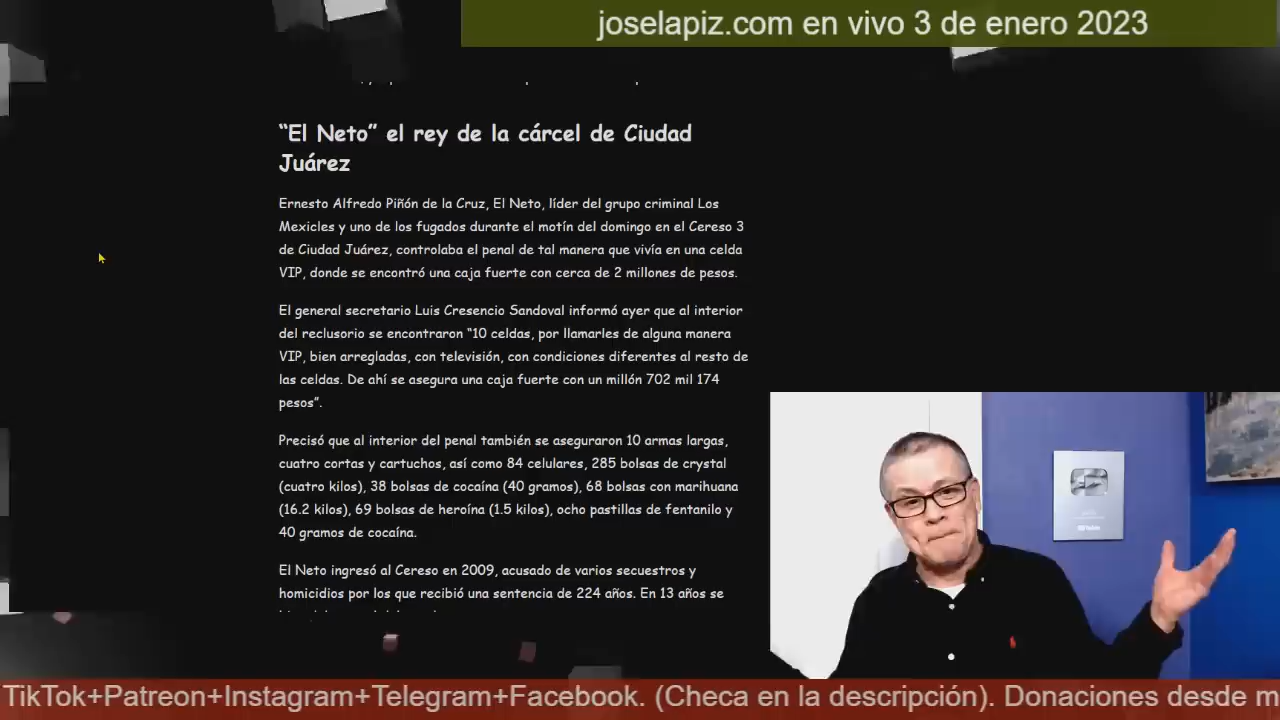 joselapiz.com en vivo 3 de enero 2023
“El Neto” el rey de la cárcel de Ciudad
Juárez
Ernesto Alfredo Piñón de la Cruz, El Neto, líder del grupo criminal Los
Mexicles y uno de los fugados durante el motín del domingo en el Cereso 3
de Ciudad Juárez, controlaba el penal de tal manera que vivía en una celda
VIP, donde se encontró una caja fuerte con cerca de 2 millones de pesos.
El general secretario Luis Cresencio Sandoval informó ayer que al interior
del reclusorio se encontraron “10 celdas, por llamarles de alguna manera
VIP, bien arregladas, con televisión, con condiciones diferentes al resto de
las celdas. De ahí se asegura una caja fuerte con un millón 702 mil 174
pesos”.
Precisó que al interior del penal también se aseguraron 10 armas largas,
cuatro cortas y cartuchos, así como 84 celulares, 285 bolsas de crystal
(cuatro kilos), 38 bolsas de cocaína (40 gramos), 68 bolsas con marihuana
(16.2 kilos), 69 bolsas de heroína (1.5 kilos), ocho pastillas de fentanilo y
40 gramos de cocaína.
El Neto ingresó al Cereso en 2009, acusado de varios secuestros y
homicidios por los que recibió una sentencia de 224 años. En 13 años se
YouTube
TikTok+Patreon+Instagram+Telegram+Facebook. (Checa en la descripción). Donaciones desde m